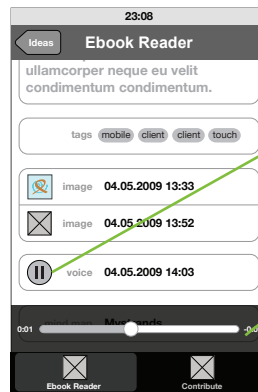 23:08
Ideas Ebook Reader
ullamcorper neque eu velit
condimentum condimentum.
tags mobile client client touch
image 04.05.2009 13:33
image 04.05.2009 13:52
voice 04.05.2009 14:03
mind map
0:01
Ebook Reader Contribute